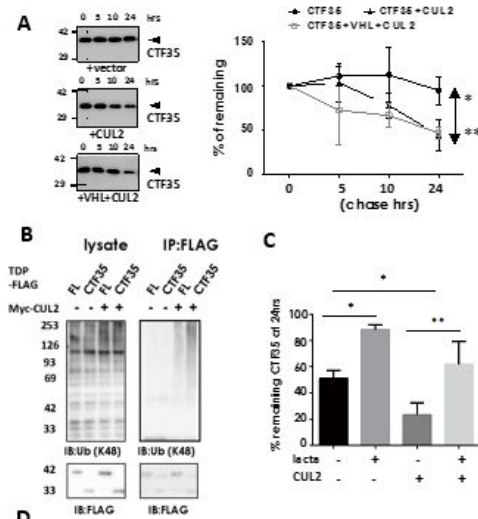 A
0 5 10 24 hrs
42
29
CTF35
+vector
0 5 10 24 hrs
42
29
CTF35
+CUL2
0 5 10 24 hrs
42
29
CTF35
+VHL+CUL2
CTF35 CTF35+CUL2
CTF35+VHL+CUL2
% of remaining
150
100
50
0
0 5 10 24
(chase hrs)
*
**
B
lysate IP:FLAG
TDP
-FLAG
FL CTF35 FL CTF35 FL CTF35 FL CTF35
Myc-CUL2 - - + + - - + +
253
126
93
72
42
33
IB:Ub (K48) IB:Ub (K48)
42
33
IB:FLAG IB:FLAG
C
% remaining CTF35 at 24hrs
100
80
60
40
20
0
*
*
**
lacta - + - +
CUL2 - - + +
D